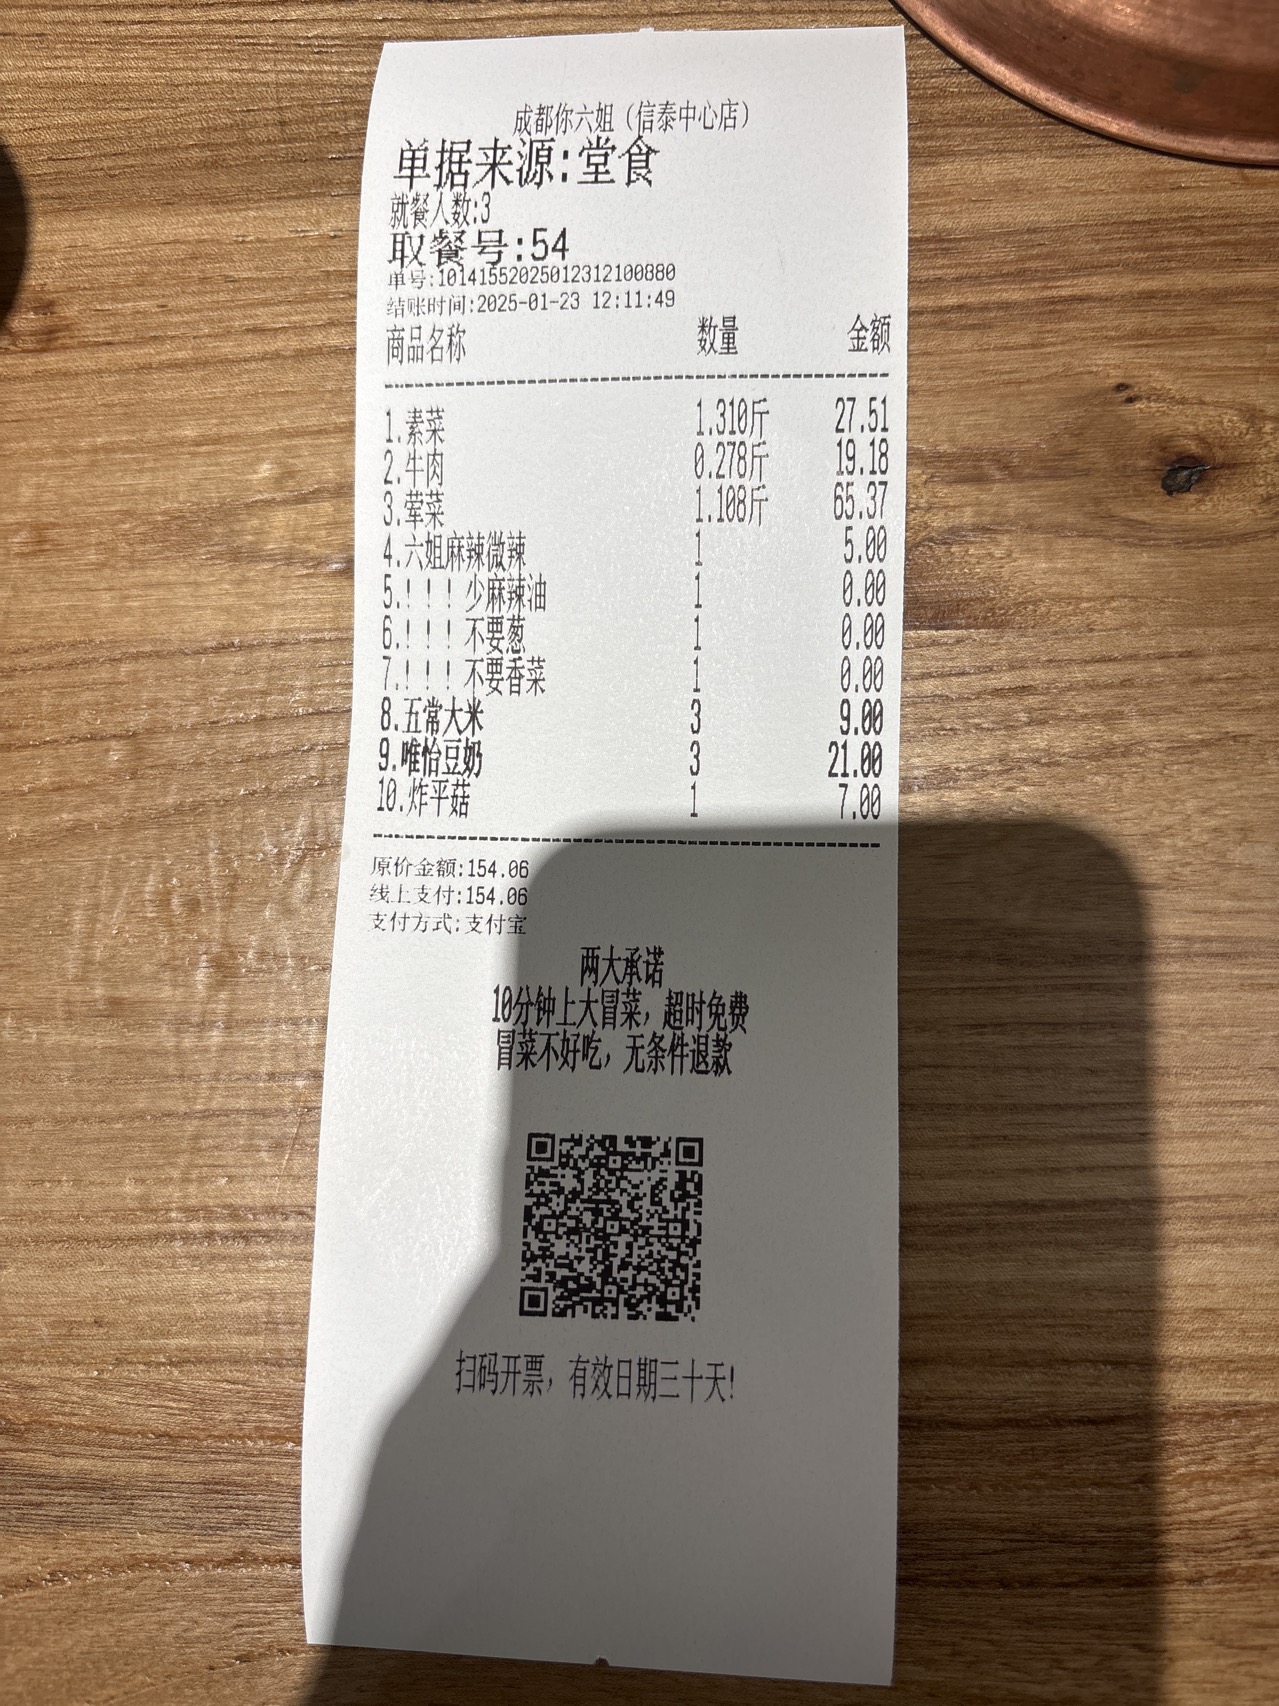 成都你六姐（信泰中心店）
单据来源:堂食
就餐人数:3
取餐号:54
单号:10141552025012312100880
结账时间:2025-01-23 12:11:49
商品名称 数量 金额
1.素菜 1.310斤 27.51
2.牛肉 0.278斤 19.18
3.荤菜 1.108斤 65.37
4.六姐麻辣微辣 1 5.00
5.！！！少麻辣油 1 0.00
6.！！！不要葱 1 0.00
7.！！！不要香菜 1 0.00
8.五常大米 3 9.00
9.唯怡豆奶 3 21.00
10.炸平菇 1 7.00
原价金额:154.06
线上支付:154.06
支付方式:支付宝
两大承诺
10分钟上大冒菜，超时免费
冒菜不好吃，无条件退款
扫码开票，有效日期三十天!